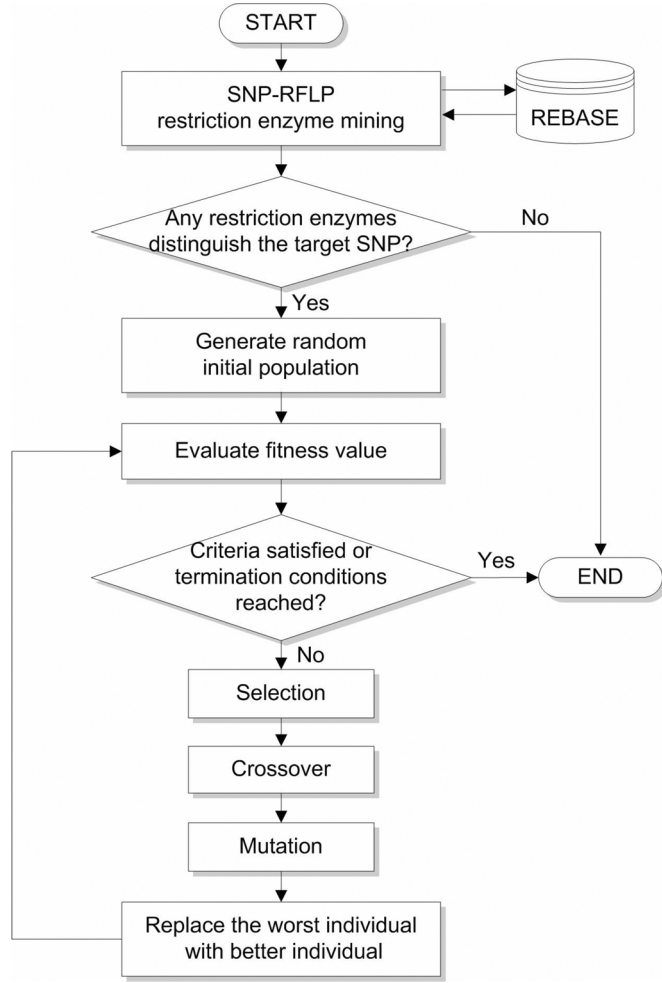 START
SNP-RFLP
restriction enzyme mining
REBASE
Any restriction enzymes
distinguish the target SNP?
No
Yes
Generate random
initial population
Evaluate fitness value
Criteria satisfied or
termination conditions
reached?
Yes
END
No
Selection
Crossover
Mutation
Replace the worst individual
with better individual